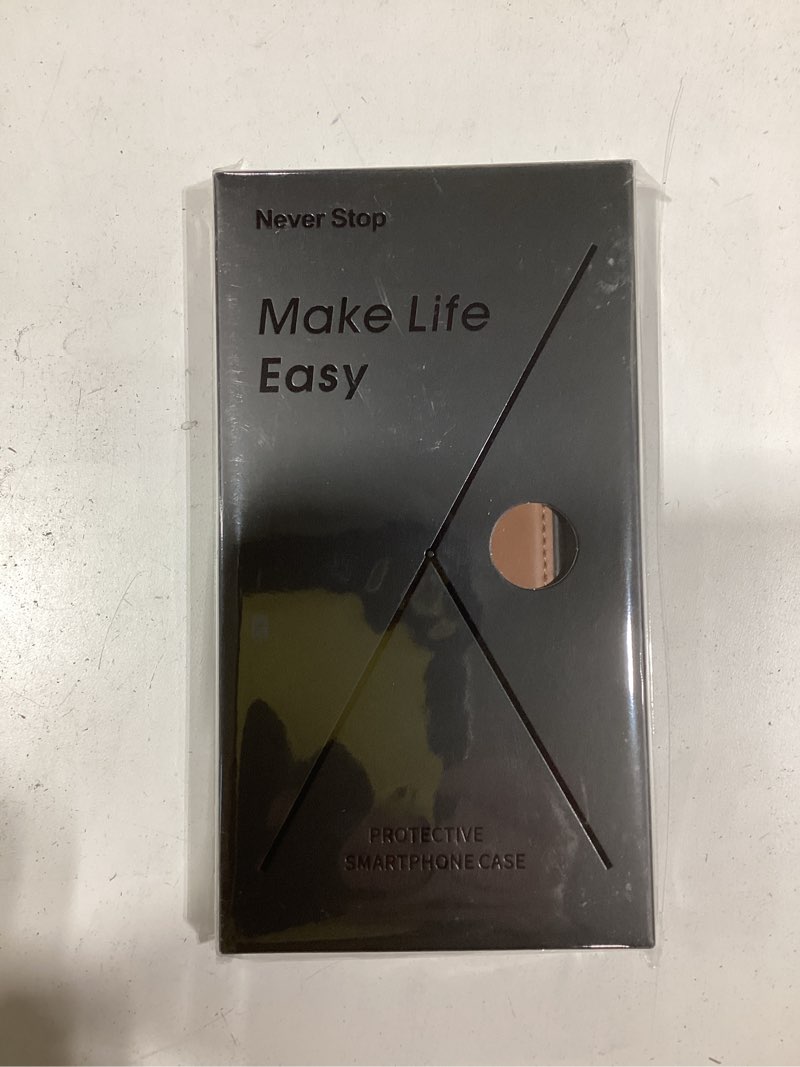 Never Stop
Make Life
Easy
PROTECTIVE
SMARTPHONE CASE